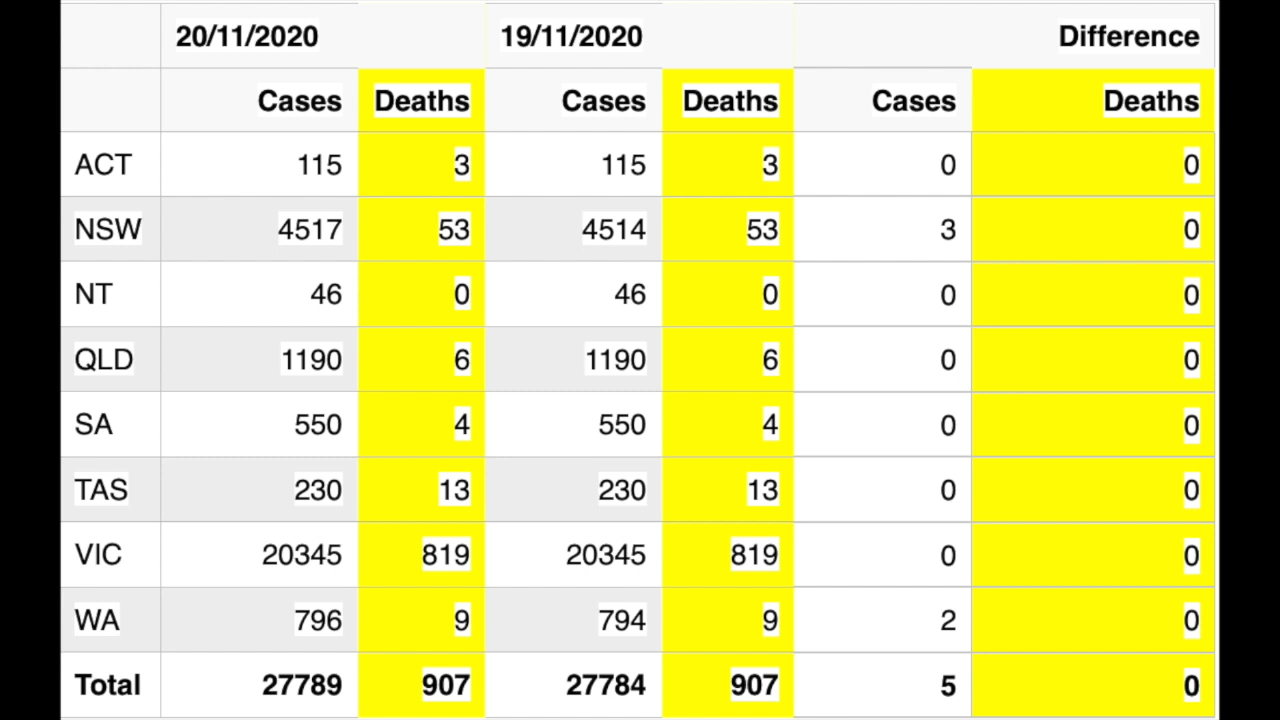 20/11/2020 19/11/2020 Difference
Cases Deaths Cases Deaths Cases Deaths
ACT 115 3 115 3 0 0
NSW 4517 53 4514 53 3 0
NT 46 0 46 0 0 0
QLD 1190 6 1190 6 0 0
SA 550 4 550 4 0 0
TAS 230 13 230 13 0 0
VIC 20345 819 20345 819 0 0
WA 796 9 794 9 2 0
Total 27789 907 27784 907 5 0